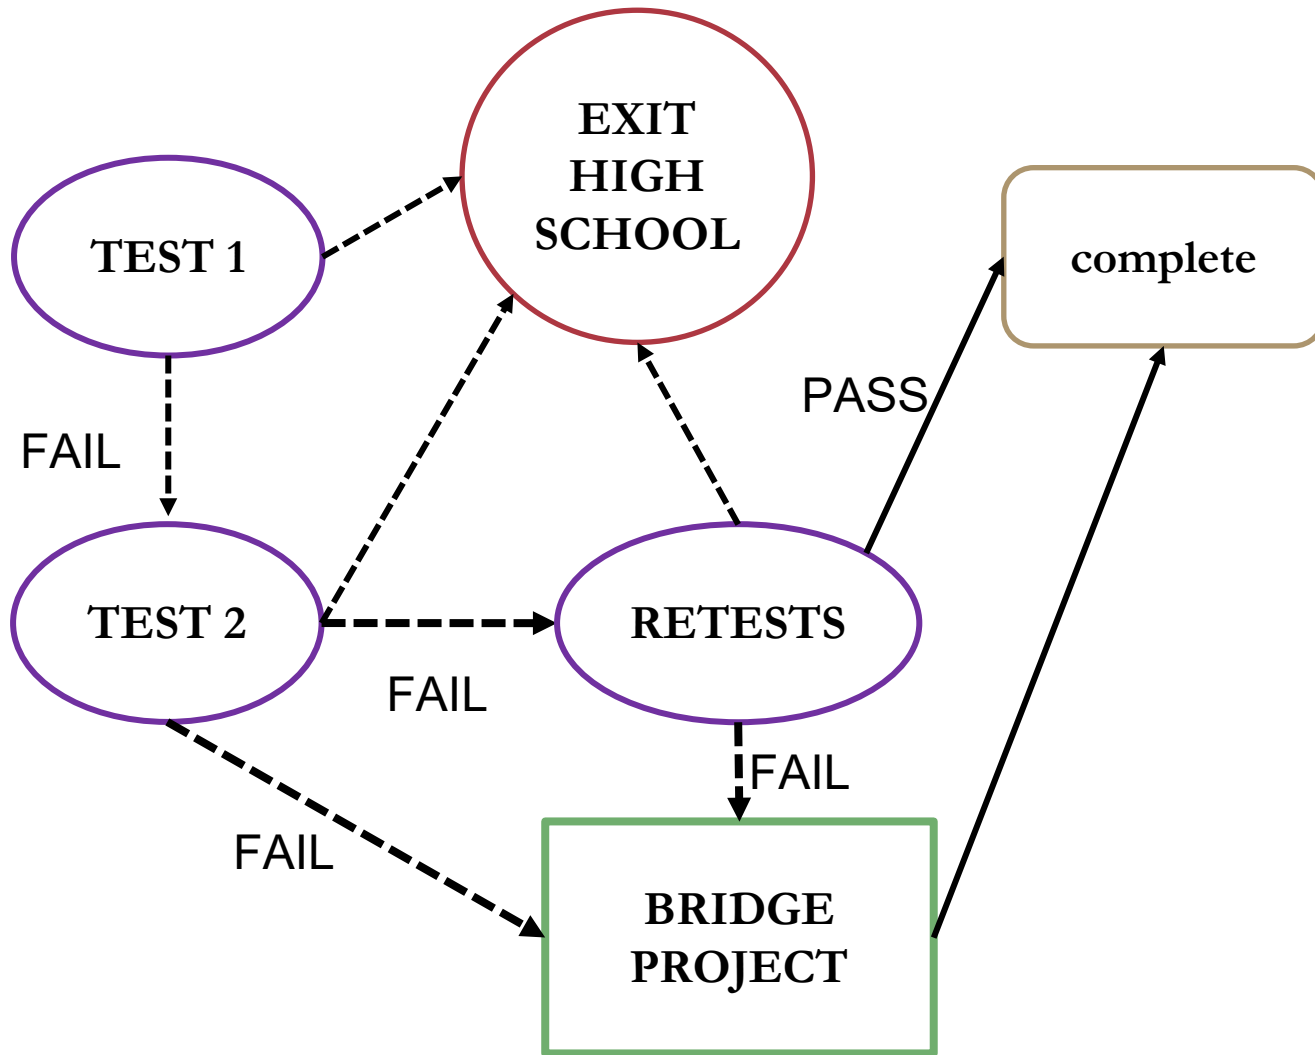 EXIT
HIGH
SCHOOL
TEST 1
complete
PASS
FAIL
TEST 2
RETESTS
FAIL
FAIL
FAIL
BRIDGE
PROJECT